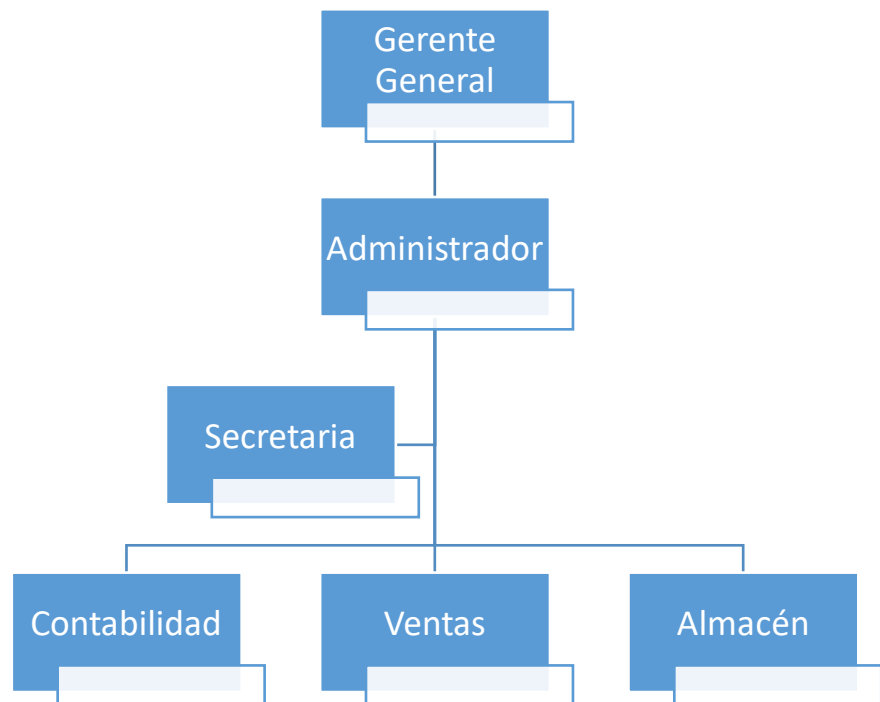 Gerente
General
Administrador
Secretaria
Contabilidad
Ventas
Almacén